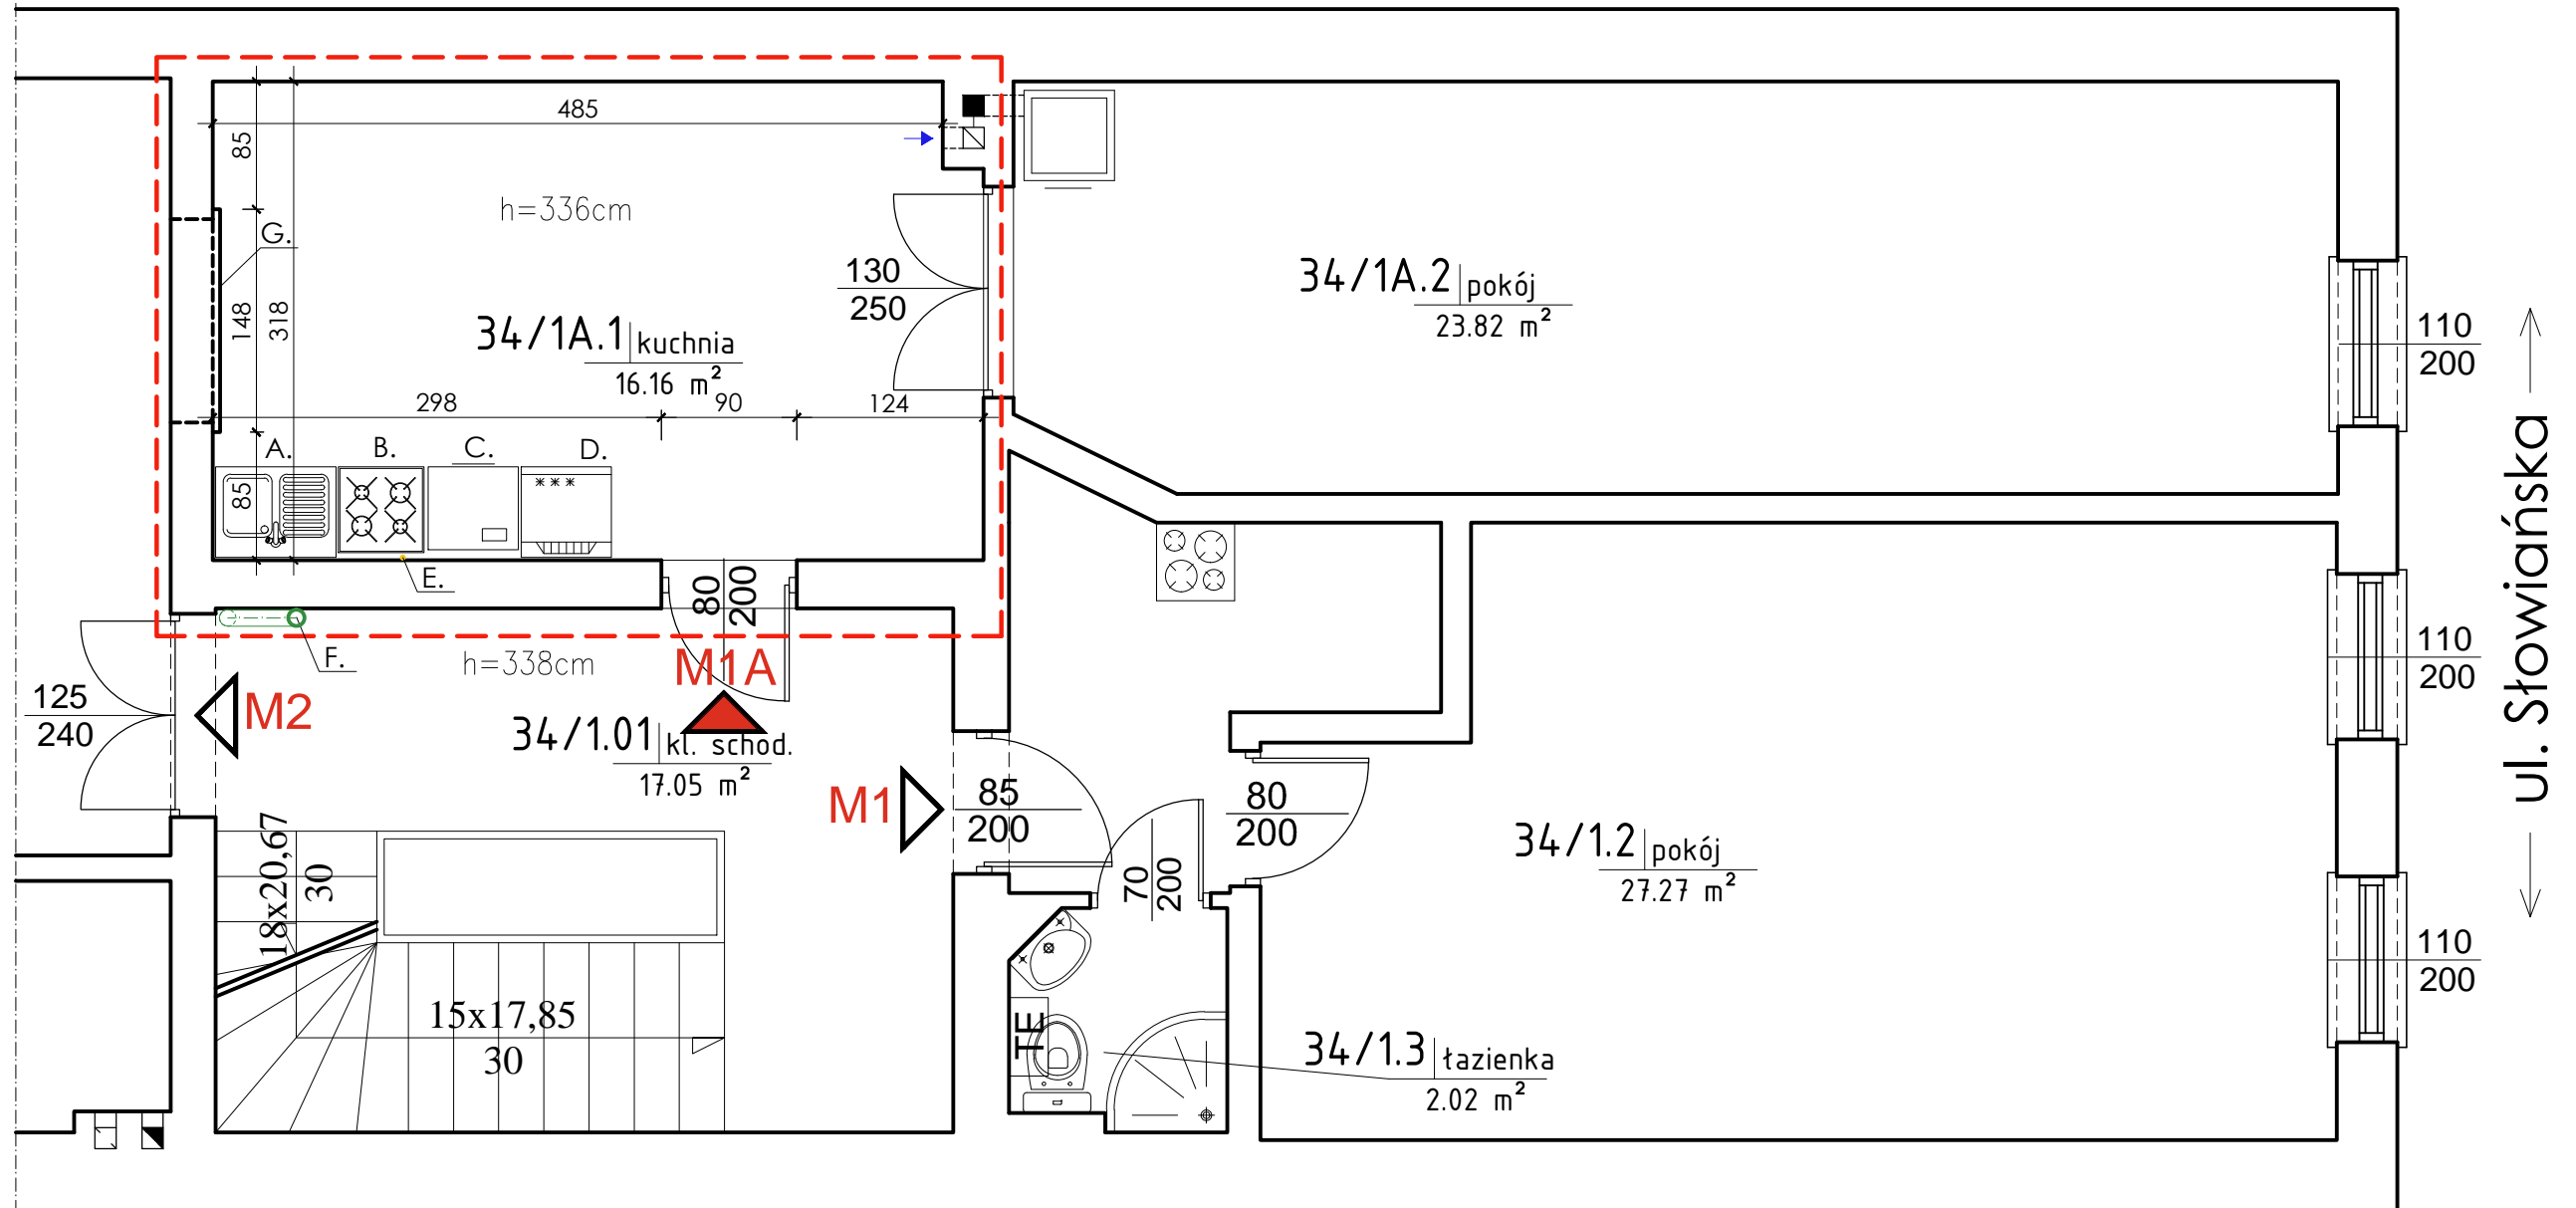 485
85
h=336cm
G.
148
318
130
250
34/1A.1 kuchnia
16.16 m²
298
90
124
A.
B.
C.
D.
85
E.
80
200
F.
h=338cm
M1A
M2
125
240
34/1.01 kl. schod.
17.05 m²
M1
85
200
18x20,67
30
15x17,85
30
70
200
80
200
TE
34/1A.2 pokój
23.82 m²
34/1.2 pokój
27.27 m²
34/1.3 łazienka
2.02 m²
110
200
110
200
110
200
ul. Słowiańska